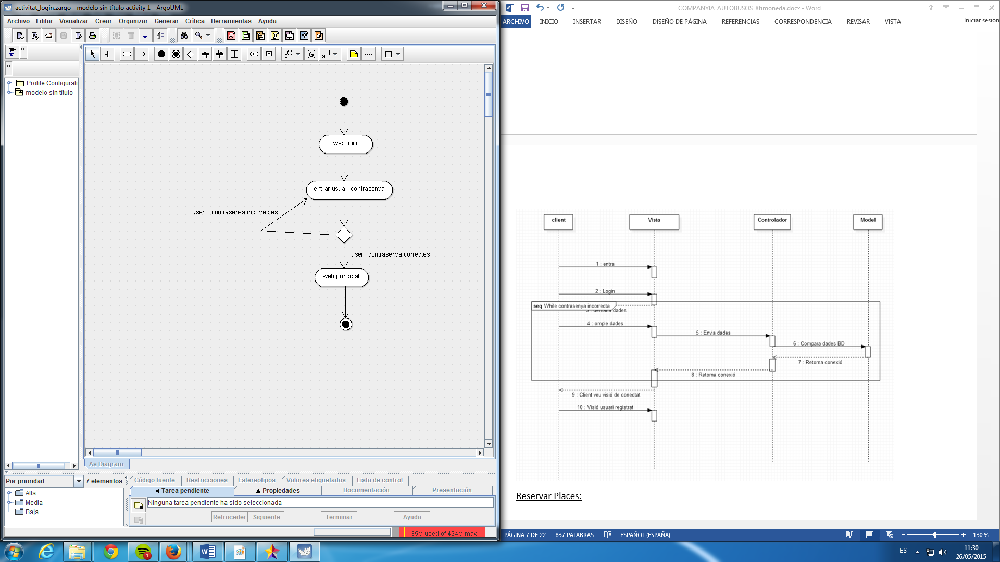 activitat_login.zargo - modelo sin título activity 1 - ArgoUML
Archivo Editar Visualizar Crear Organizar Generar Crítica Herramientas Ayuda
Profile Configurati
modelo sin título
web inici
entrar usuari-contrasenya
user o contrasenya incorrectes
user i contrasenya correctes
web principal
As Diagram
Por prioridad 7 elementos
Alta
Media
Baja
Código fuente Restricciones Estereotipos Valores etiquetados Lista de control
Tarea pendiente Propiedades Documentación Presentación
Ninguna tarea pendiente ha sido seleccionada
Retroceder Siguiente Terminar Ayuda
35M used of 494M max
COMPANYIA_AUTOBUSOS_Xtimoneda.docx - Word
ARCHIVO INICIO INSERTAR DISEÑO DISEÑO DE PÁGINA REFERENCIAS CORRESPONDENCIA REVISAR VISTA Iniciar sesión
client Vista Controlador Model
1 : entra
2 : Login
seq While contrasenya incorrecta
3 : demana dades
4 : omple dades
5 : Envia dades
6 : Compara dades BD
7 : Retorna conexió
8 : Retorna conexió
9 : Client veu visió de conectat
10 : Visió usuari registrat
Reservar Places:
PÁGINA 7 DE 22 837 PALABRAS ESPAÑOL (ESPAÑA) 130 %
ES 11:30
26/05/2015